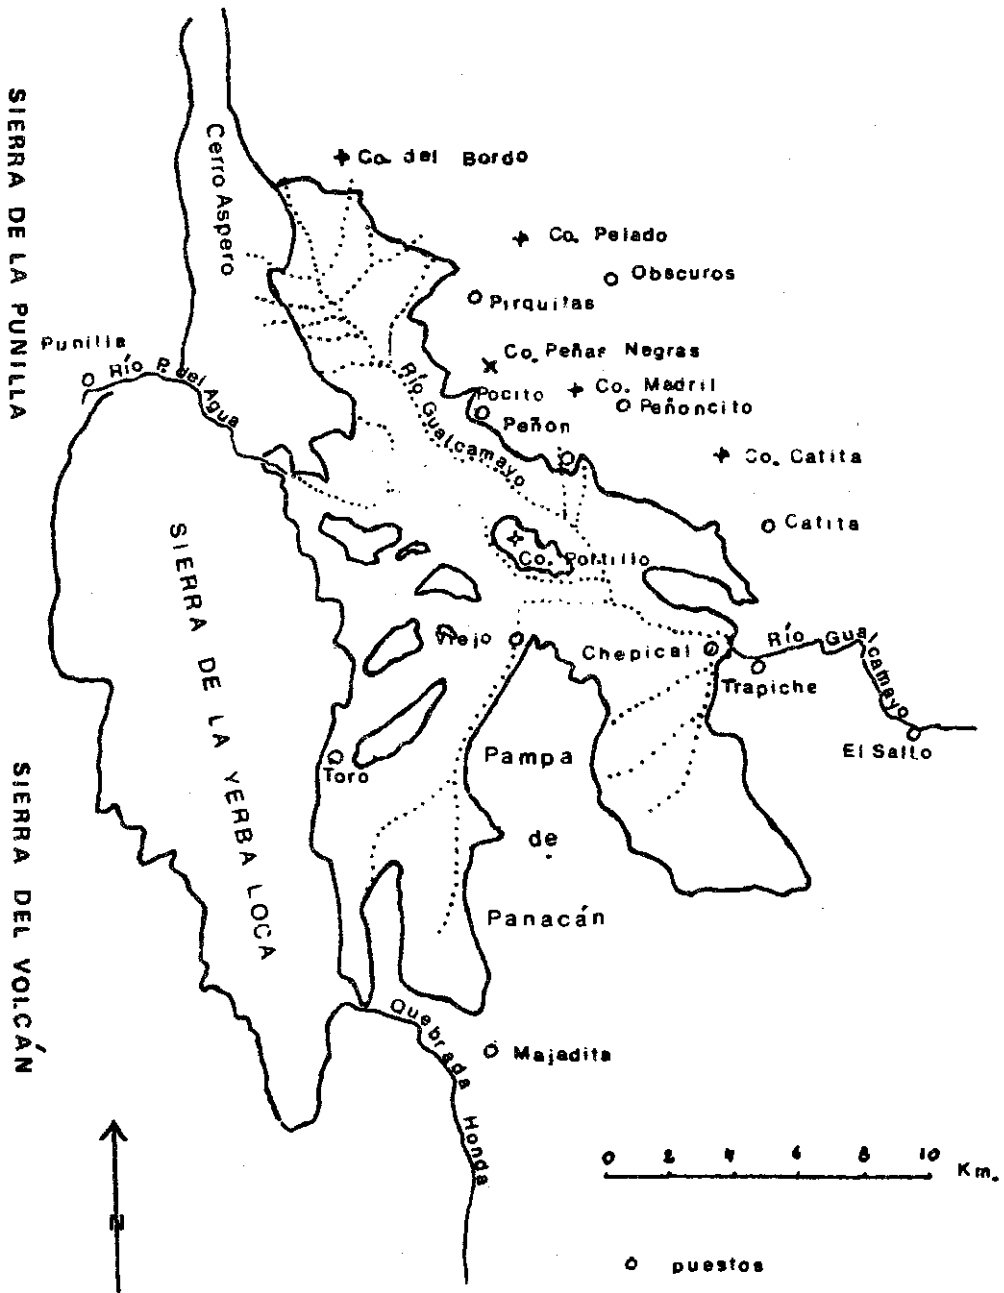 SIERRA DE LA PUNILLA
SIERRA DEL VOLCÁN
Cerro Aspero
Co. del Bordo
Co. Pelado
Obscuros
Pirquitas
Punilla
Río P. del Agua
Co. Peñas Negras
Río Gualcamayo
Pocito
Co. Madril
Peñoncito
Peñon
Co. Catita
Catita
SIERRA DE LA YERBA LOCA
Co. Portillo
Viejo
Chepical
Río Gualcamayo
Trapiche
El Salto
Toro
Pampa
de
Panacán
Quebrada Honda
Majadita
0 2 4 6 8 10 Km.
N
puestos